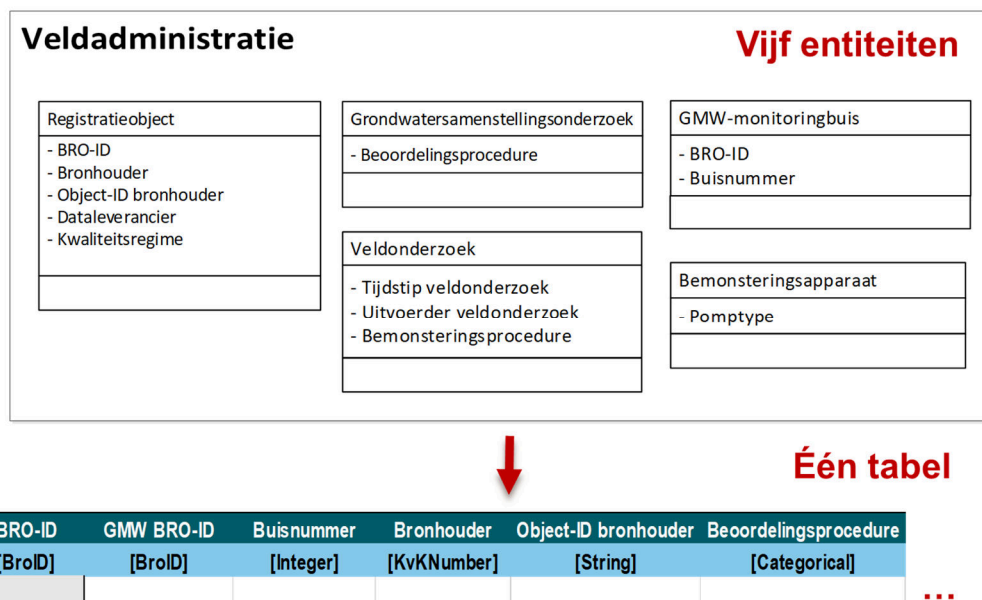 Veldadministratie
Vijf entiteiten
Registratieobject
- BRO-ID
- Bronhouder
- Object-ID bronhouder
- Dataleverancier
- Kwaliteitsregime
Grondwatersamenstellingsonderzoek
- Beoordelingsprocedure
Veldonderzoek
- Tijdstip veldonderzoek
- Uitvoerder veldonderzoek
- Bemonsteringsprocedure
GMW-monitoringbuis
- BRO-ID
- Buisnummer
Bemonsteringsapparaat
- Pomptype
Één tabel
BRO-ID GMW BRO-ID Buisnummer Bronhouder Object-ID bronhouder Beoordelingsprocedure
[BroID] [BroID] [Integer] [KvKNumber] [String] [Categorical]
...